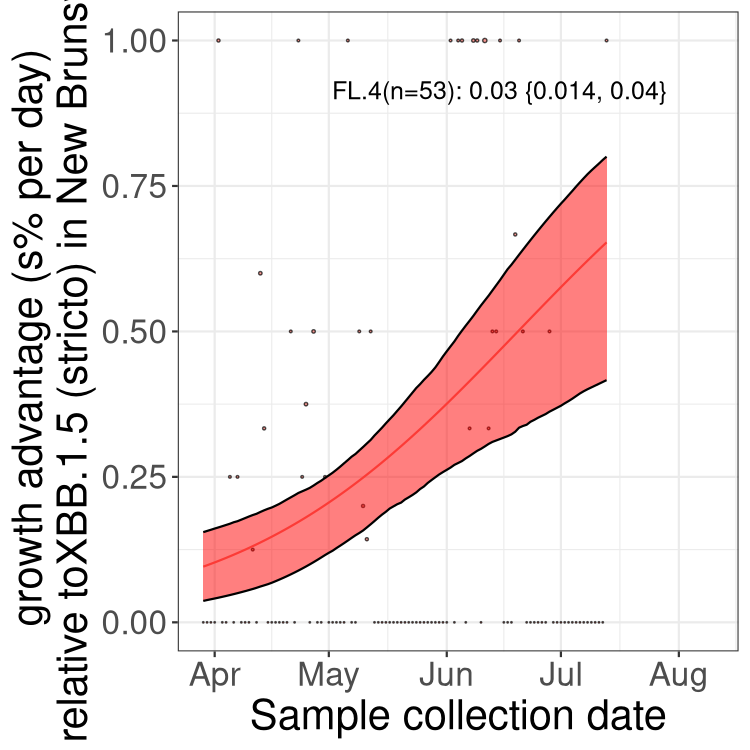 growth advantage (s% per day)
relative toXBB.1.5 (stricto) in New
1.00
0.75
0.50
0.25
0.00
FL.4(n=53): 0.03 {0.014, 0.04}
Apr May Jun Jul Aug
Sample collection date